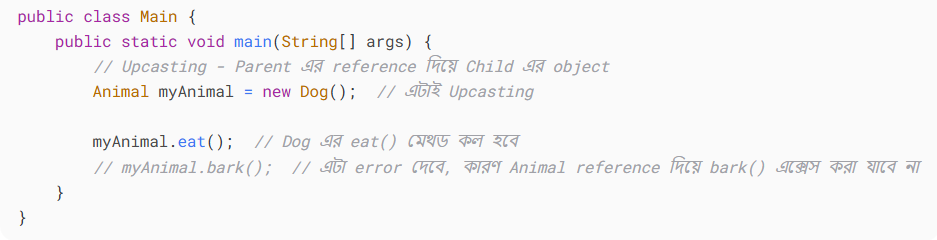 public class Main {
public static void main(String[] args) {
// Upcasting - Parent এর reference দিয়ে Child এর object
Animal myAnimal = new Dog();  // এটাই Upcasting
myAnimal.eat();  // Dog এর eat() মেথড কল হবে
// myAnimal.bark();  // এটা error দেবে, কারণ Animal reference দিয়ে bark() এক্সেস করা যাবে না
}
}